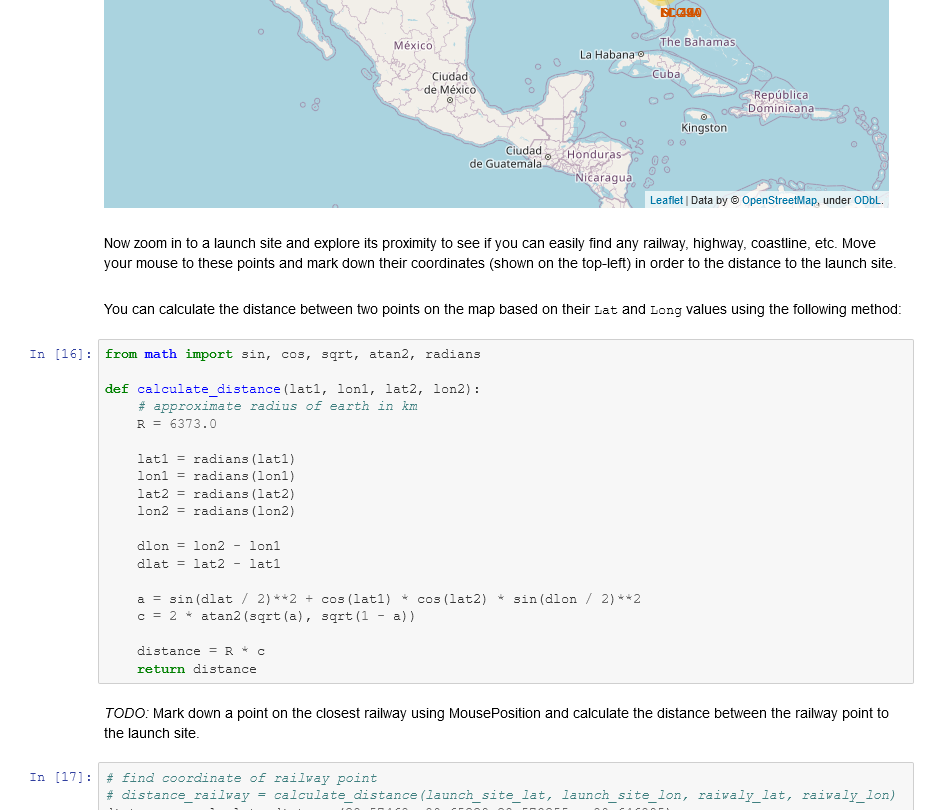 México
La Habana
The Bahamas
Ciudad
de México
Cuba
República
Dominicana
Kingston
Ciudad
de Guatemala
Honduras
Nicaragua
Leaflet | Data by © OpenStreetMap, under ODbL.
Now zoom in to a launch site and explore its proximity to see if you can easily find any railway, highway, coastline, etc. Move
your mouse to these points and mark down their coordinates (shown on the top-left) in order to the distance to the launch site.
You can calculate the distance between two points on the map based on their Lat and Long values using the following method:
In [16]: from math import sin, cos, sqrt, atan2, radians
def calculate_distance(lat1, lon1, lat2, lon2):
# approximate radius of earth in km
R = 6373.0
lat1 = radians(lat1)
lon1 = radians(lon1)
lat2 = radians(lat2)
lon2 = radians(lon2)
dlon = lon2 - lon1
dlat = lat2 - lat1
a = sin(dlat / 2)**2 + cos(lat1) * cos(lat2) * sin(dlon / 2)**2
c = 2 * atan2(sqrt(a), sqrt(1 - a))
distance = R * c
return distance
TODO: Mark down a point on the closest railway using MousePosition and calculate the distance between the railway point to
the launch site.
In [17]: # find coordinate of railway point
# distance_railway = calculate_distance(launch_site_lat, launch_site_lon, raiwaly_lat, raiwaly_lon)